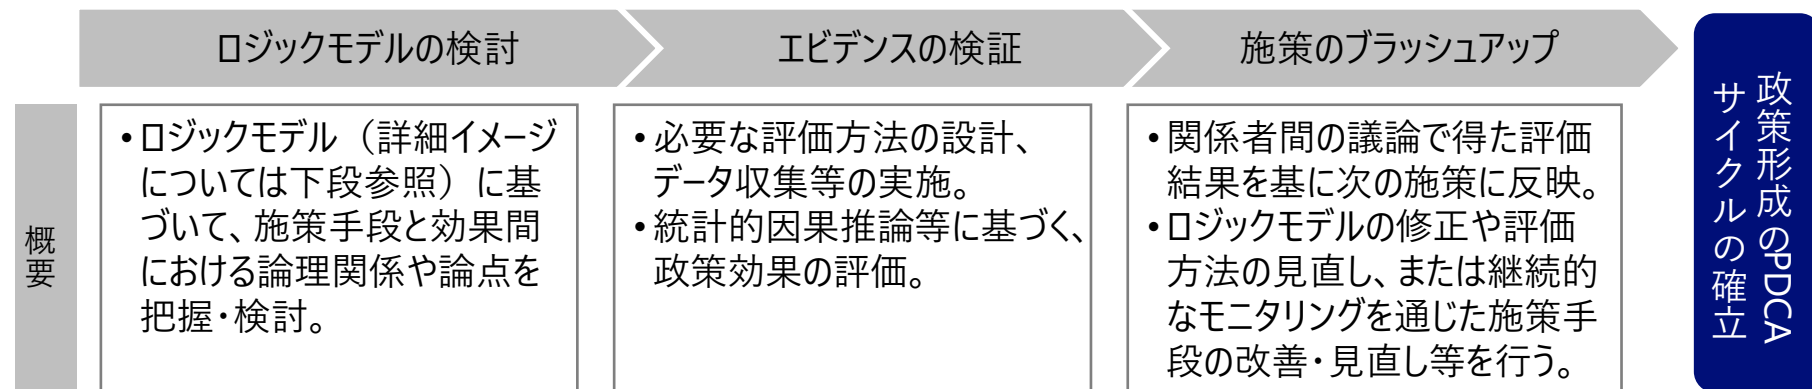 ロジックモデルの検討
エビデンスの検証
施策のブラッシュアップ
概要
•ロジックモデル（詳細イメージ
については下段参照）に基
づいて、施策手段と効果間
における論理関係や論点を
把握・検討。
•必要な評価方法の設計、
データ収集等の実施。
•統計的因果推論等に基づく、
政策効果の評価。
•関係者間の議論で得た評価
結果を基に次の施策に反映。
•ロジックモデルの修正や評価
方法の見直し、または継続的
なモニタリングを通じた施策手
段の改善・見直し等を行う。
政策形成のPDCA
サイクルの確立